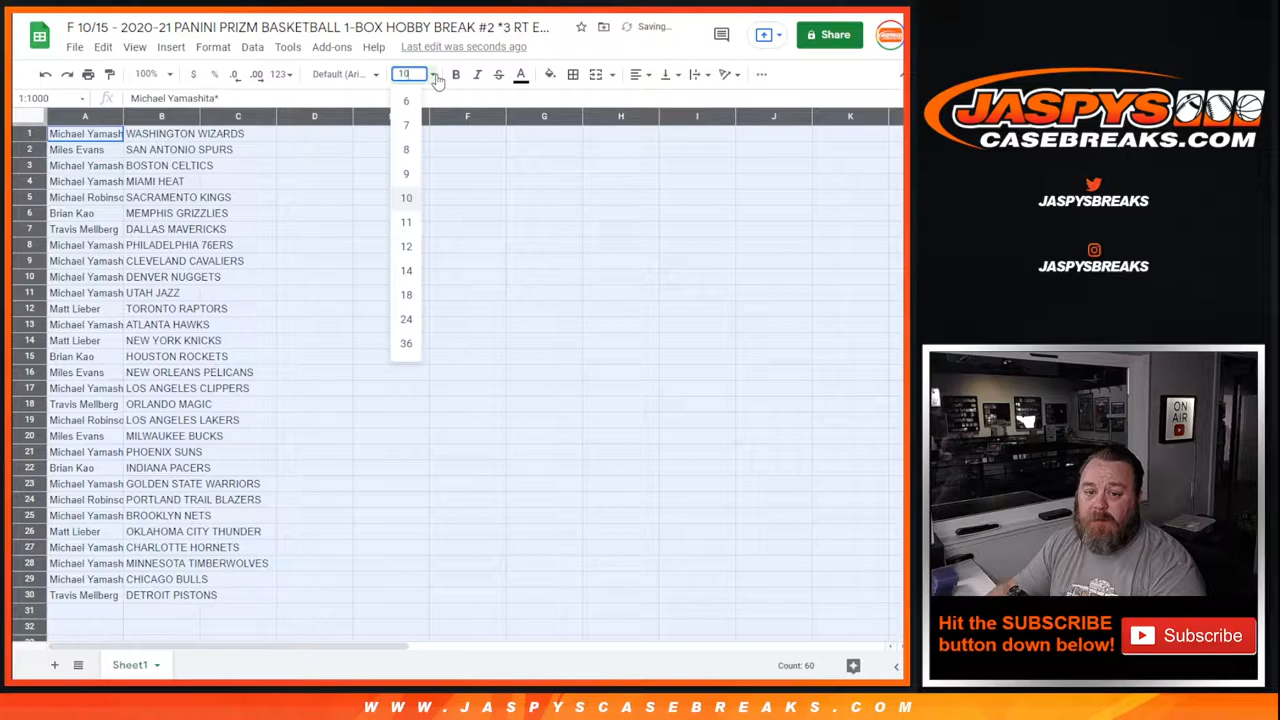 F 10/15 - 2020-21 PANINI PRIZM BASKETBALL 1-BOX HOBBY BREAK #2 *3 RT E...
Saving...
Share
File Edit View Insert Format Data Tools Add-ons Help Last edit was seconds ago
100% $ % .0 .00 123 Default (Ari... 10 B I S A
1:1000 fx Michael Yamashita*
A B C D F G H I J K
1 Michael Yamash WASHINGTON WIZARDS
2 Miles Evans SAN ANTONIO SPURS
3 Michael Yamash BOSTON CELTICS
4 Michael Yamash MIAMI HEAT
5 Michael Robinso SACRAMENTO KINGS
6 Brian Kao MEMPHIS GRIZZLIES
7 Travis Mellberg DALLAS MAVERICKS
8 Michael Yamash PHILADELPHIA 76ERS
9 Michael Yamash CLEVELAND CAVALIERS
10 Michael Yamash DENVER NUGGETS
11 Michael Yamash UTAH JAZZ
12 Matt Lieber TORONTO RAPTORS
13 Michael Yamash ATLANTA HAWKS
14 Matt Lieber NEW YORK KNICKS
15 Brian Kao HOUSTON ROCKETS
16 Miles Evans NEW ORLEANS PELICANS
17 Michael Yamash LOS ANGELES CLIPPERS
18 Travis Mellberg ORLANDO MAGIC
19 Michael Robinso LOS ANGELES LAKERS
20 Miles Evans MILWAUKEE BUCKS
21 Michael Yamash PHOENIX SUNS
22 Brian Kao INDIANA PACERS
23 Michael Yamash GOLDEN STATE WARRIORS
24 Michael Robinso PORTLAND TRAIL BLAZERS
25 Michael Yamash BROOKLYN NETS
26 Matt Lieber OKLAHOMA CITY THUNDER
27 Michael Yamash CHARLOTTE HORNETS
28 Michael Yamash MINNESOTA TIMBERWOLVES
29 Michael Yamash CHICAGO BULLS
30 Travis Mellberg DETROIT PISTONS
31
32
6
7
8
9
10
11
12
14
18
24
36
Sheet1
Count: 60
JASPYS
CASEBREAKS.COM
JASPYSBREAKS
JASPYSBREAKS
ON
AIR
Hit the SUBSCRIBE
button down below!
Subscribe
WWW.JASPYSCASEBREAKS.COM